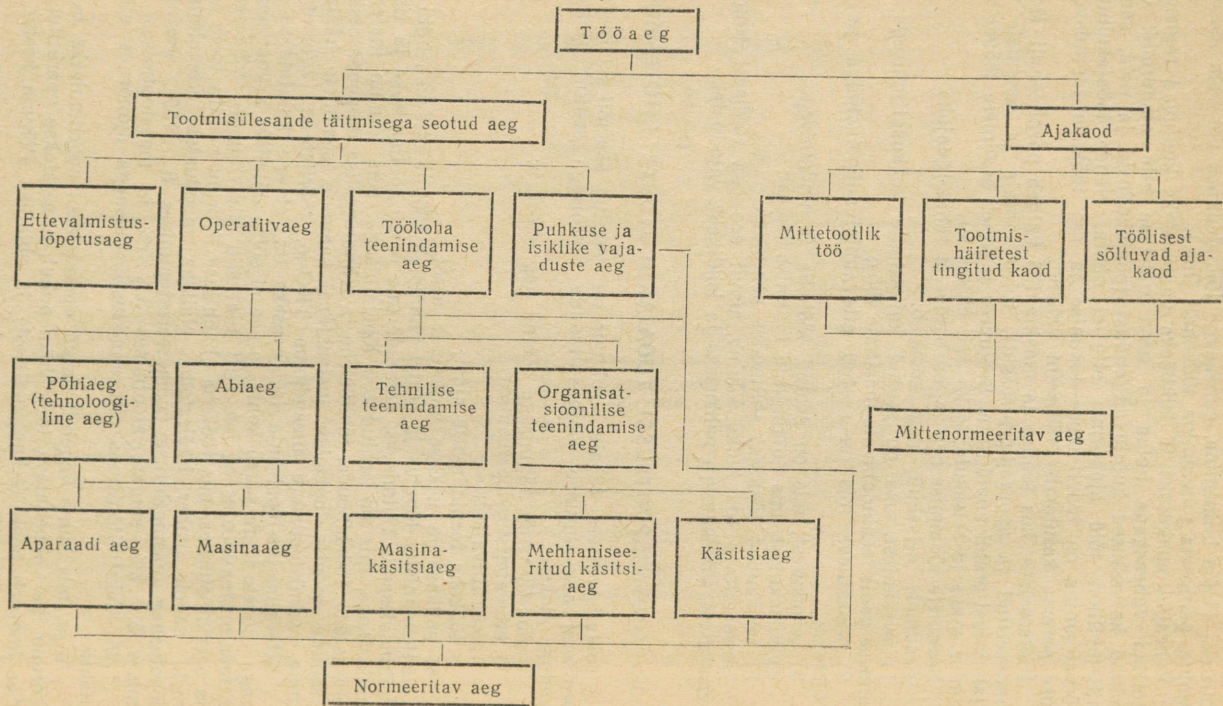 Tööaeg
Tootmisülesande täitmisega seotud aeg
Ajakaod
Ettevalmistus-
lõpetusaeg
Operatiivaeg
Töökoha
teenindamise
aeg
Puhkuse ja
isiklike vaja-
duste aeg
Mittetootlik
töö
Tootmis-
häiretest
tingitud kaod
Töölisest
sõltuvad aja-
kaod
Põhiaeg
(tehnoloogi-
line aeg)
Abiaeg
Tehnilise
teenindamise
aeg
Organisat-
sioonilise
teenindamise
aeg
Mittenormeeritav aeg
Aparaadi aeg
Masinaaeg
Masina-
käsitsiaeg
Mehhanisee-
ritud käsitsi-
aeg
Käsitsiaeg
Normeeritav aeg